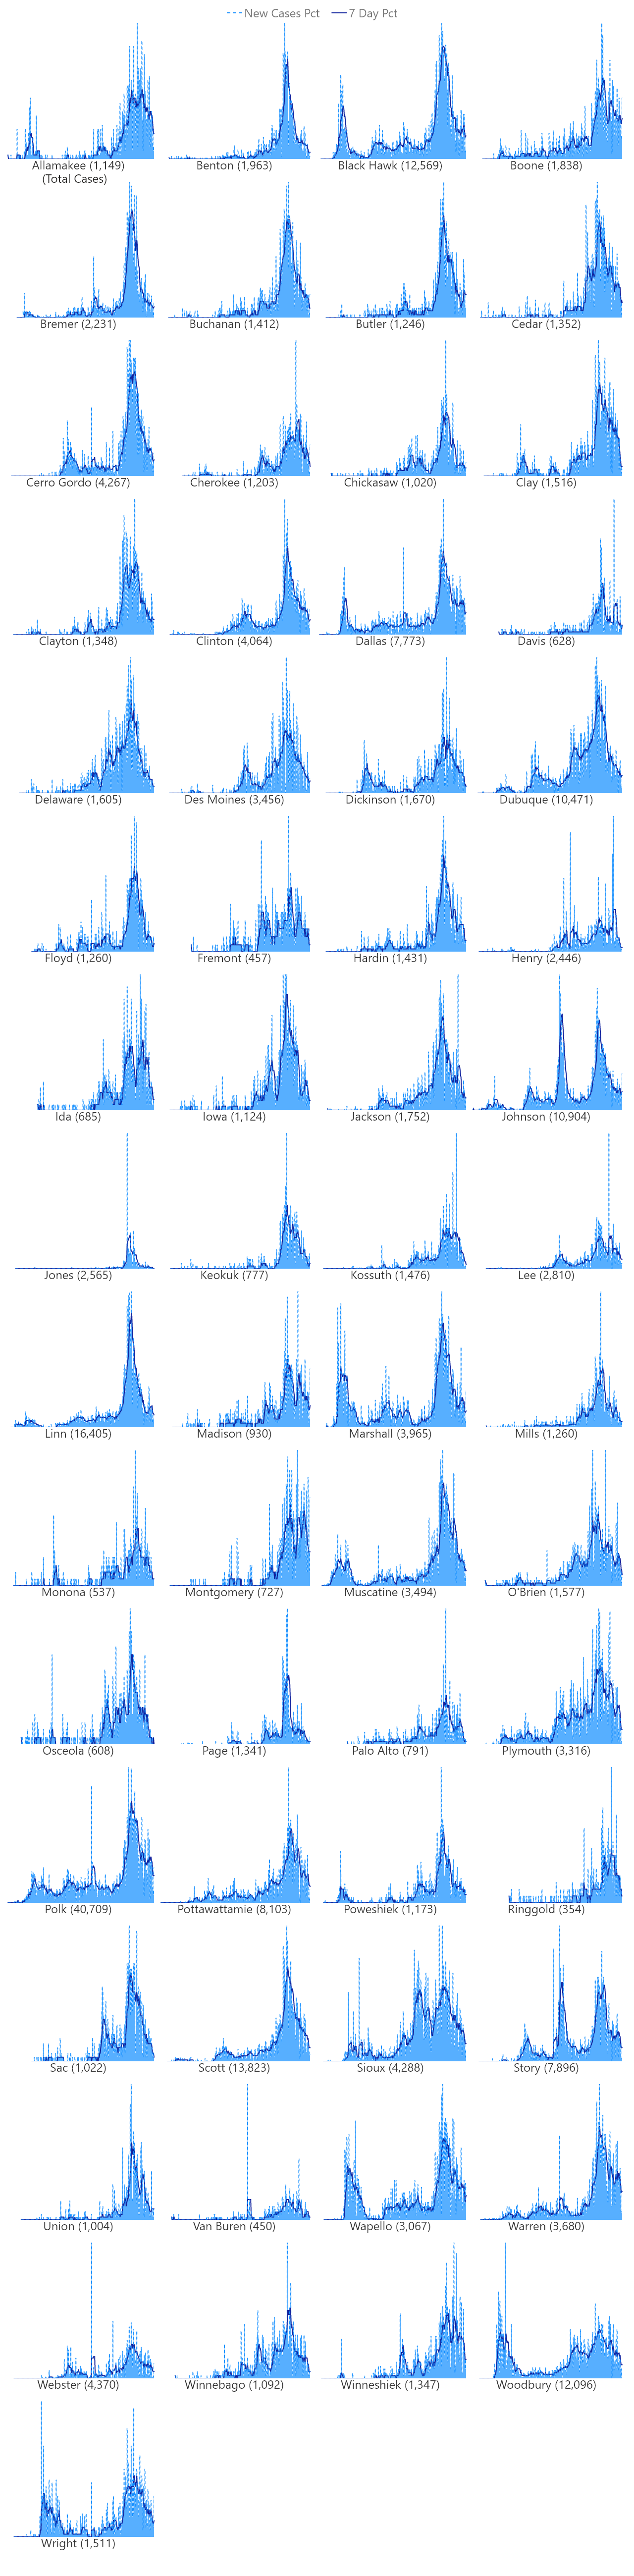 New Cases Pct 7 Day Pct
Allamakee (1,149) Benton (1,963) Black Hawk (12,569) Boone (1,838)
(Total Cases)
Bremer (2,231) Buchanan (1,412) Butler (1,246) Cedar (1,352)
Cerro Gordo (4,267) Cherokee (1,203) Chickasaw (1,020) Clay (1,516)
Clayton (1,348) Clinton (4,064) Dallas (7,773) Davis (628)
Delaware (1,605) Des Moines (3,456) Dickinson (1,670) Dubuque (10,471)
Floyd (1,260) Fremont (457) Hardin (1,431) Henry (2,446)
Ida (685) Iowa (1,124) Jackson (1,752) Johnson (10,904)
Jones (2,565) Keokuk (777) Kossuth (1,476) Lee (2,810)
Linn (16,405) Madison (930) Marshall (3,965) Mills (1,260)
Monona (537) Montgomery (727) Muscatine (3,494) O'Brien (1,577)
Osceola (608) Page (1,341) Palo Alto (791) Plymouth (3,316)
Polk (40,709) Pottawattamie (8,103) Poweshiek (1,173) Ringgold (354)
Sac (1,022) Scott (13,823) Sioux (4,288) Story (7,896)
Union (1,004) Van Buren (450) Wapello (3,067) Warren (3,680)
Webster (4,370) Winnebago (1,092) Winneshiek (1,347) Woodbury (12,096)
Wright (1,511)